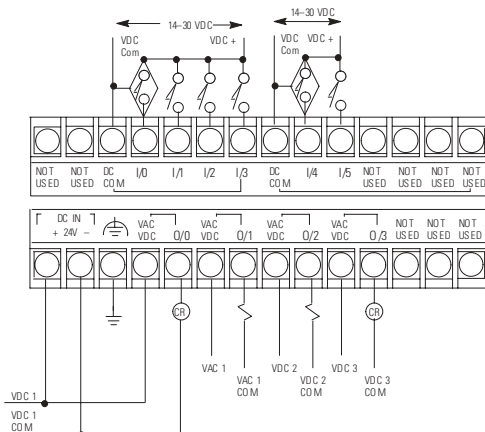 14–30 VDC
14–30 VDC
VDC
Com
VDC +
VDC
Com
VDC +
NOT
USED
NOT
USED
DC
COM
I/0
I/1
I/2
I/3
DC
COM
I/4
I/5
NOT
USED
NOT
USED
NOT
USED
NOT
USED
DC IN
+ 24V –
VAC
VDC
O/0
VAC
VDC
O/1
VAC
VDC
O/2
VAC
VDC
O/3
NOT
USED
NOT
USED
NOT
USED
CR
CR
VAC 1
VAC 1
COM
VDC 2
VDC 2
COM
VDC 3
VDC 3
COM
VDC 1
VDC 1
COM